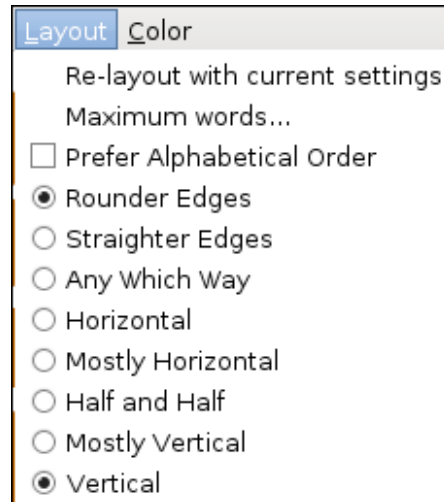 Layout Color
Re-layout with current settings
Maximum words...
Prefer Alphabetical Order
Rounder Edges
Straighter Edges
Any Which Way
Horizontal
Mostly Horizontal
Half and Half
Mostly Vertical
Vertical